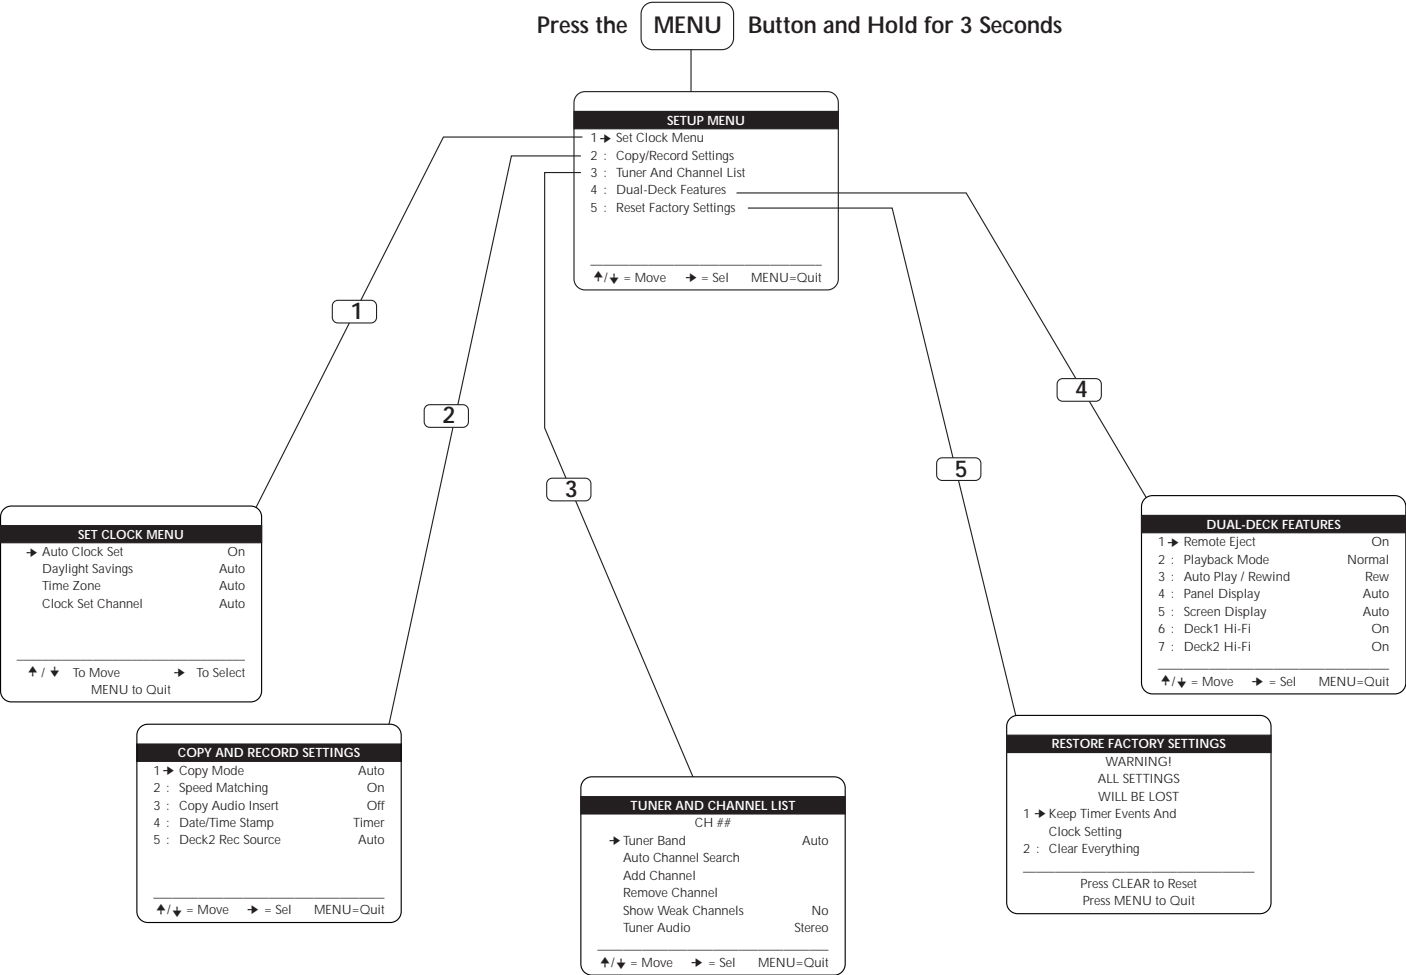 Press the MENU Button and Hold for 3 Seconds
SETUP MENU
1 → Set Clock Menu
2 : Copy/Record Settings
3 : Tuner And Channel List
4 : Dual-Deck Features
5 : Reset Factory Settings
↑/↓ = Move → = Sel MENU=Quit
1
2
3
4
5
SET CLOCK MENU
→ Auto Clock Set On
Daylight Savings Auto
Time Zone Auto
Clock Set Channel Auto
↑ / ↓ To Move → To Select
MENU to Quit
COPY AND RECORD SETTINGS
1 → Copy Mode Auto
2 : Speed Matching On
3 : Copy Audio Insert Off
4 : Date/Time Stamp Timer
5 : Deck2 Rec Source Auto
↑/↓ = Move → = Sel MENU=Quit
TUNER AND CHANNEL LIST
CH ##
→ Tuner Band Auto
Auto Channel Search
Add Channel
Remove Channel
Show Weak Channels No
Tuner Audio Stereo
↑/↓ = Move → = Sel MENU=Quit
RESTORE FACTORY SETTINGS
WARNING!
ALL SETTINGS
WILL BE LOST
1 → Keep Timer Events And
Clock Setting
2 : Clear Everything
Press CLEAR to Reset
Press MENU to Quit
DUAL-DECK FEATURES
1 → Remote Eject On
2 : Playback Mode Normal
3 : Auto Play / Rewind Rew
4 : Panel Display Auto
5 : Screen Display Auto
6 : Deck1 Hi-Fi On
7 : Deck2 Hi-Fi On
↑/↓ = Move → = Sel MENU=Quit